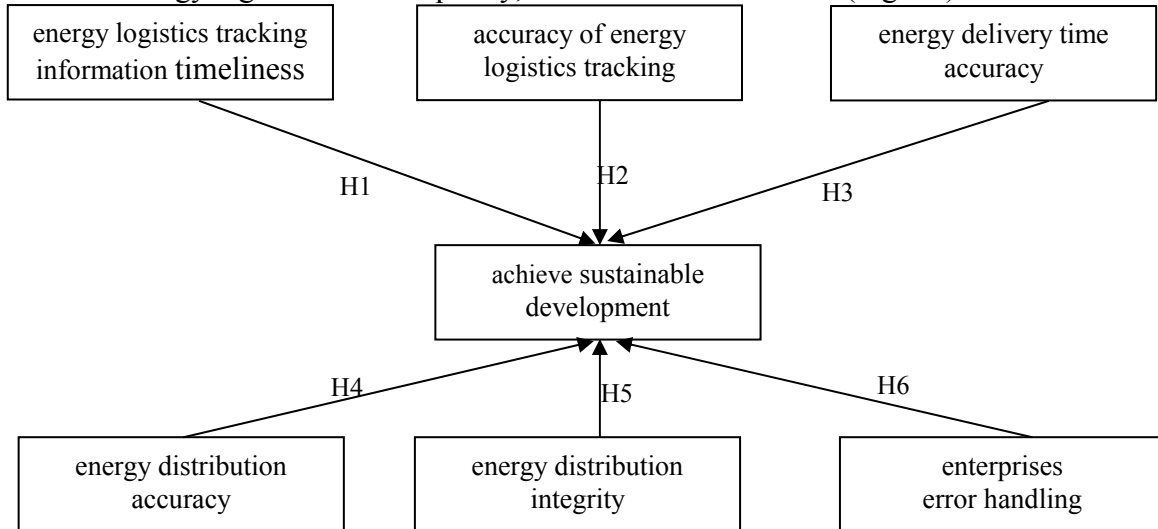 energy logistics tracking
information timeliness
accuracy of energy
logistics tracking
energy delivery time
accuracy
H1
H2
H3
achieve sustainable
development
H4
H5
H6
energy distribution
accuracy
energy distribution
integrity
enterprises
error handling